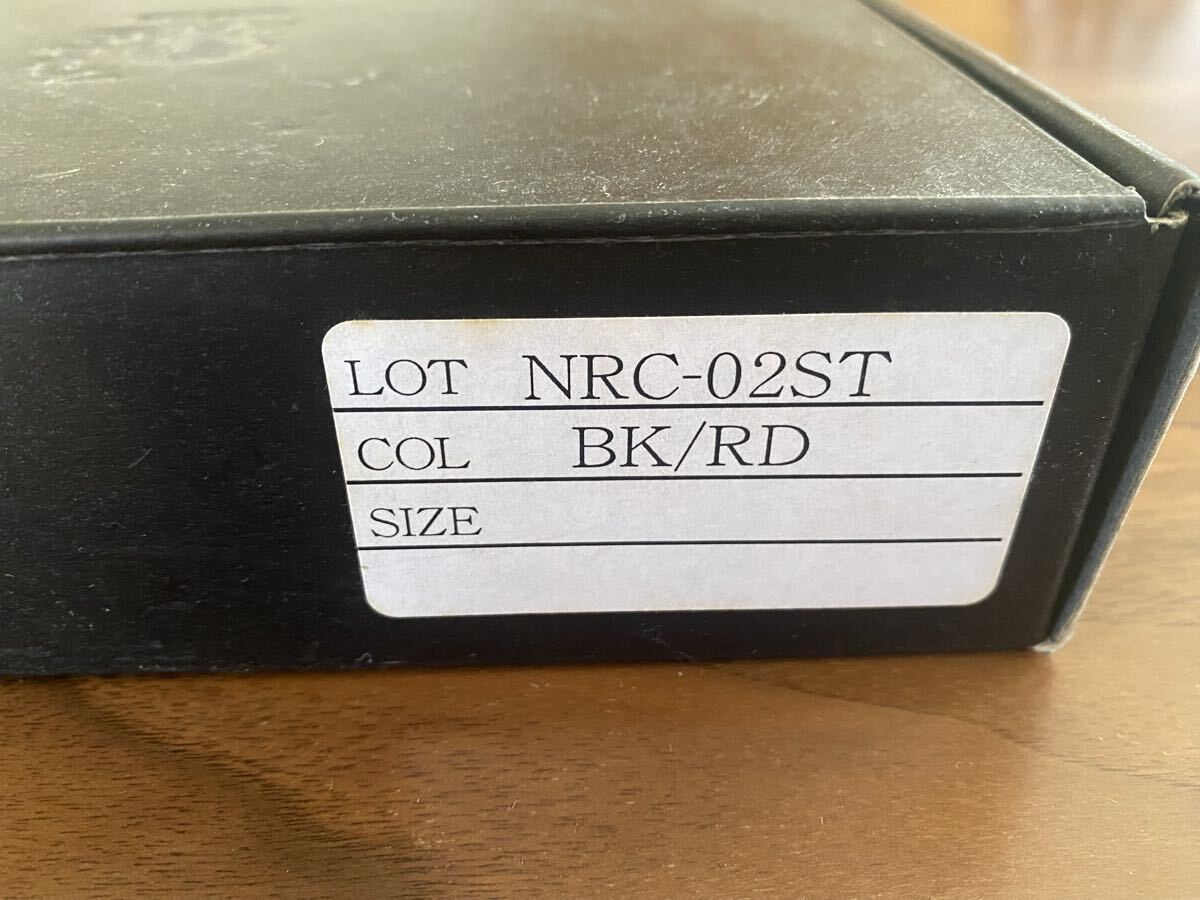 LOT NRC-02ST
COL BK/RD
SIZE